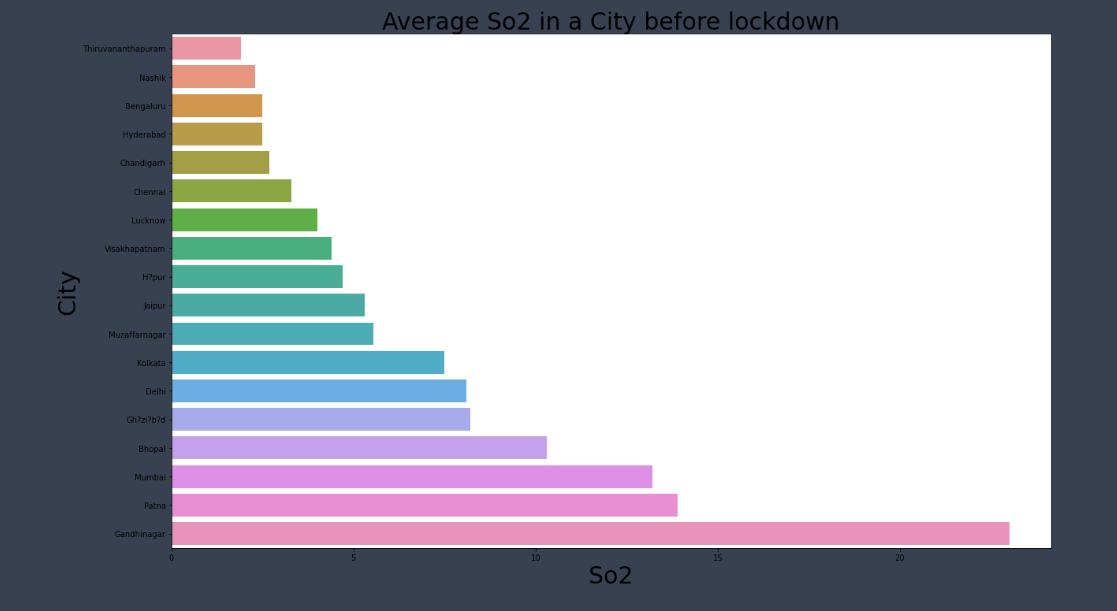 Average So2 in a City before lockdown
City
Thiruvananthapuram
Nashik
Bengaluru
Hyderabad
Chandigarh
Chennai
Lucknow
Visakhapatnam
H?pur
Jaipur
Muzaffarnagar
Kolkata
Delhi
Gh?zi?b?d
Bhopal
Mumbai
Patna
Gandhinagar
0 5 10 15 20
So2